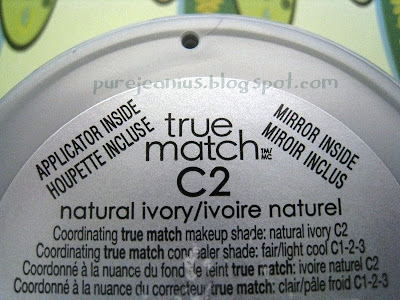 purejeanius.blogspot.com
APPLICATOR INSIDE
HOUPETTE INCLUSE
true
match TM/MC
MIRROR INSIDE
MIROIR INCLUS
C2
natural ivory/ivoire naturel
Coordinating true match makeup shade: natural ivory C2
Coordinating true match concealer shade: fair/light cool C1-2-3
Coordonné à la nuance du fond de teint true match: ivoire naturel C2
Coordonné à la nuance du correcteur true match: clair/pâle froid C1-2-3